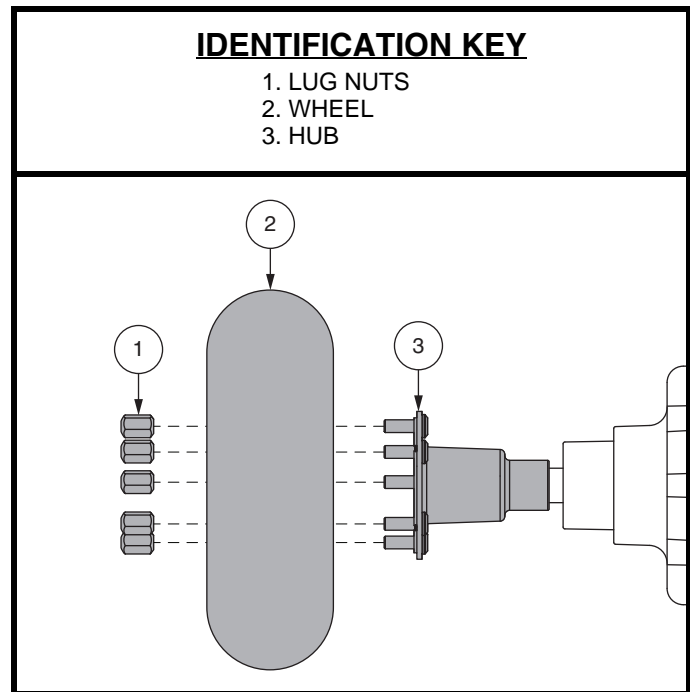 IDENTIFICATION KEY
1. LUG NUTS
2. WHEEL
3. HUB
2
1
3